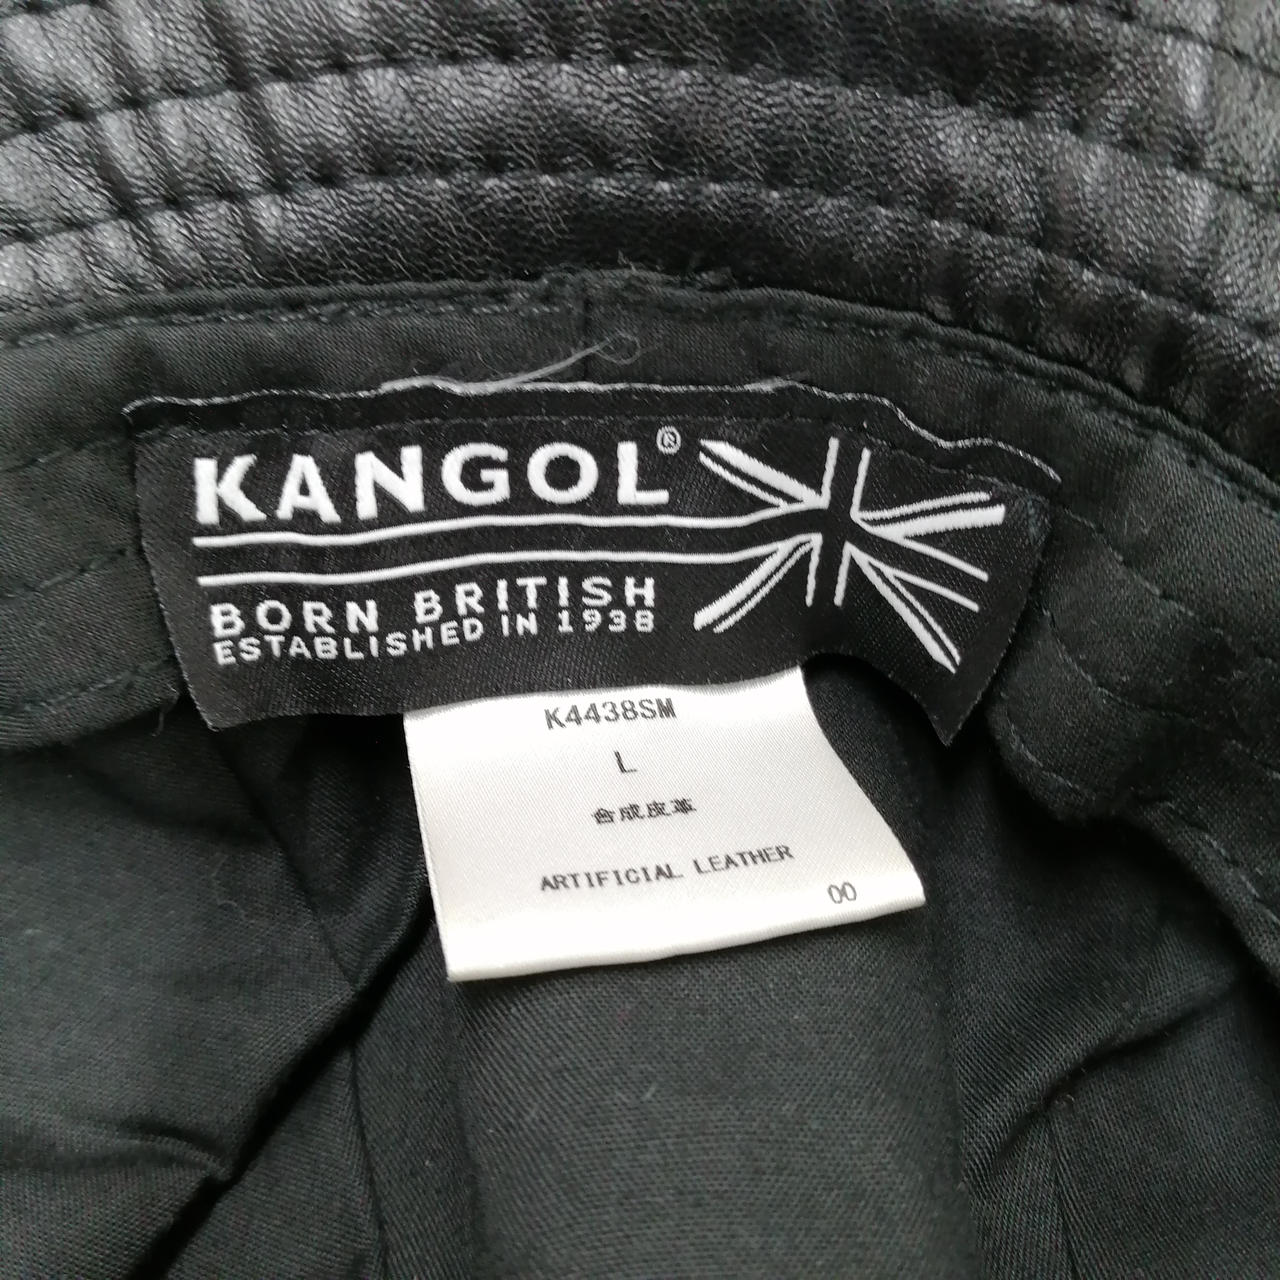 KANGOL®
BORN BRITISH
ESTABLISHED IN 1938
K4438SM
L
合成皮革
ARTIFICIAL LEATHER
00